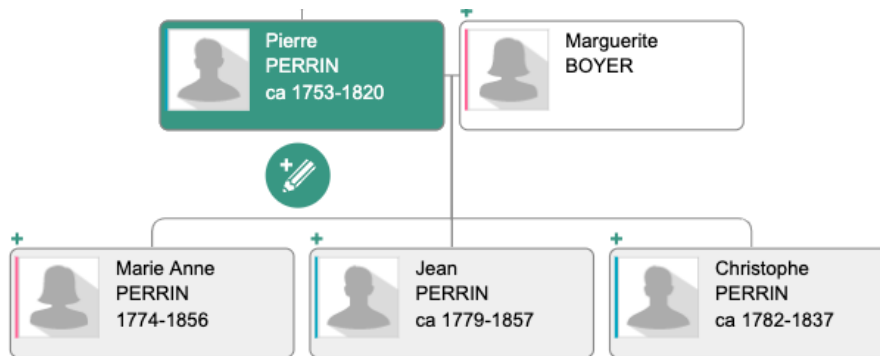 Pierre
PERRIN
ca 1753-1820
Marguerite
BOYER
Marie Anne
PERRIN
1774-1856
Jean
PERRIN
ca 1779-1857
Christophe
PERRIN
ca 1782-1837